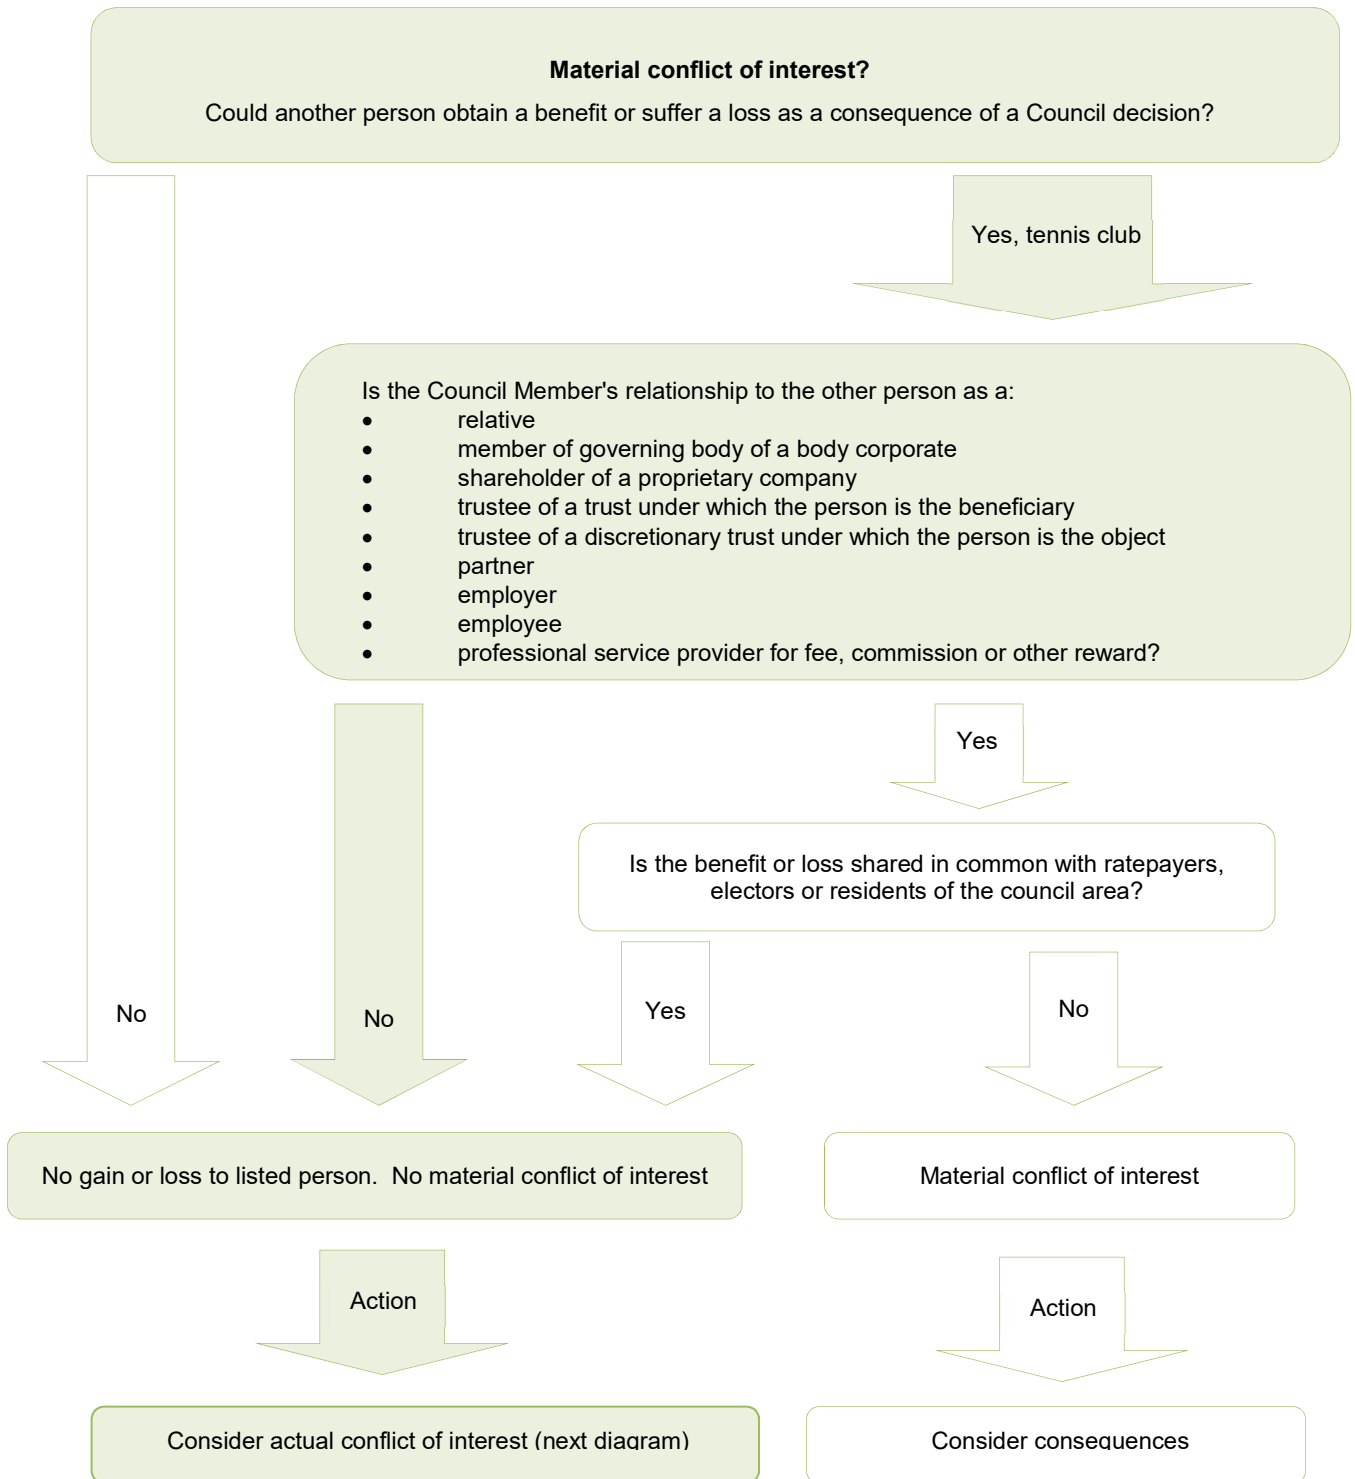 Material conflict of interest?
Could another person obtain a benefit or suffer a loss as a consequence of a Council decision?
Yes, tennis club
Is the Council Member's relationship to the other person as a:
• relative
• member of governing body of a body corporate
• shareholder of a proprietary company
• trustee of a trust under which the person is the beneficiary
• trustee of a discretionary trust under which the person is the object
• partner
• employer
• employee
• professional service provider for fee, commission or other reward?
Yes
Is the benefit or loss shared in common with ratepayers,
electors or residents of the council area?
No
No
Yes
No
No gain or loss to listed person. No material conflict of interest
Material conflict of interest
Action
Action
Consider actual conflict of interest (next diagram)
Consider consequences